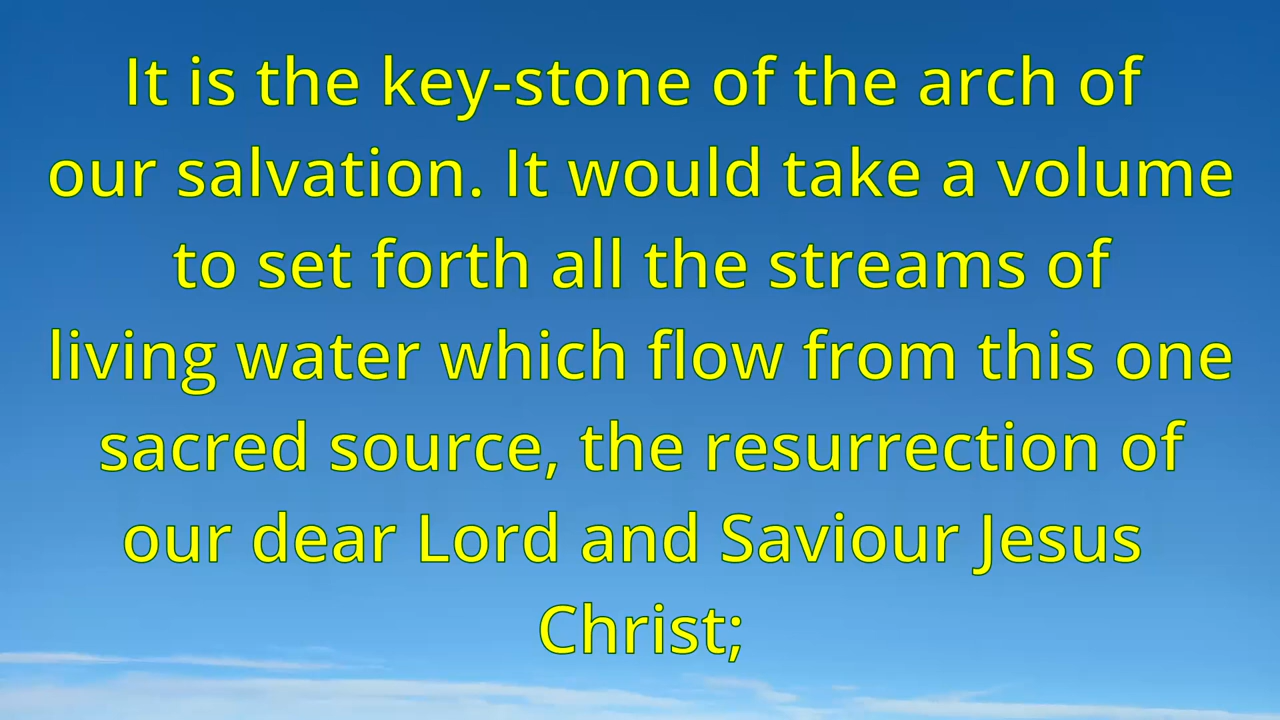 It is the key-stone of the arch of
our salvation. It would take a volume
to set forth all the streams of
living water which flow from this one
sacred source, the resurrection of
our dear Lord and Saviour Jesus
Christ;